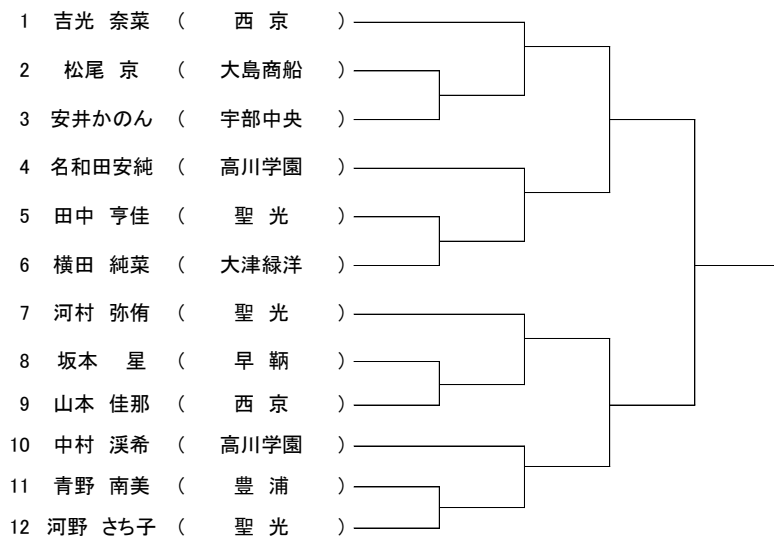 1 吉光 奈菜 ( 西 京 )
2 松尾 京 ( 大島商船 )
3 安井かのん ( 宇部中央 )
4 名和田安純 ( 高川学園 )
5 田中 亨佳 ( 聖 光 )
6 横田 純菜 ( 大津緑洋 )
7 河村 弥侑 ( 聖 光 )
8 坂本 星 ( 早 鞆 )
9 山本 佳那 ( 西 京 )
10 中村 渓希 ( 高川学園 )
11 青野 南美 ( 豊 浦 )
12 河野 さち子 ( 聖 光 )